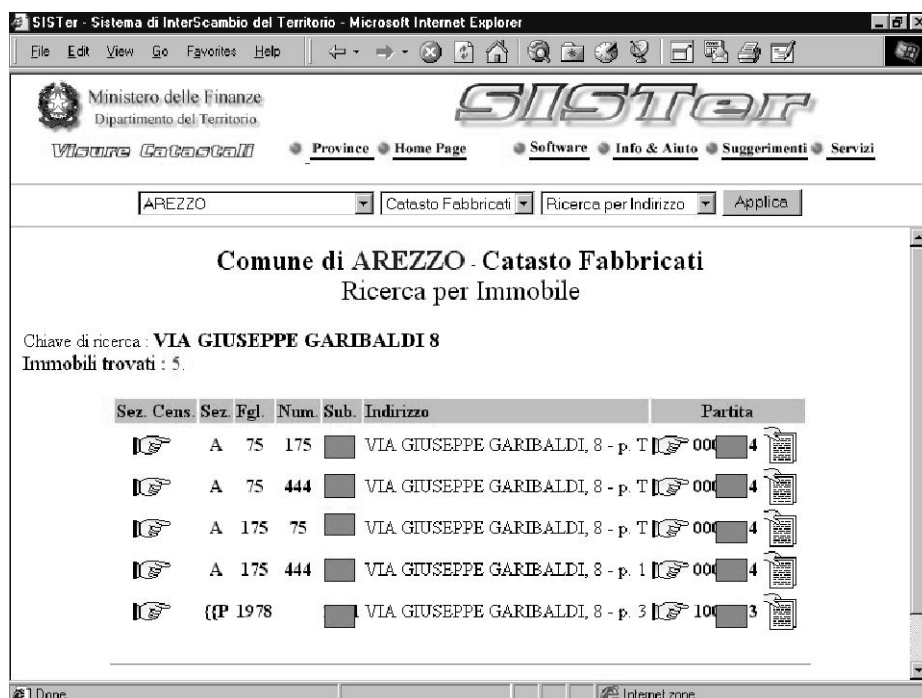 SISTer - Sistema di InterScambio del Territorio - Microsoft Internet Explorer
File Edit View Go Favorites Help
Ministero delle Finanze
Dipartimento del Territorio
SISTer
Visure Catastali Province Home Page Software Info & Aiuto Suggerimenti Servizi
AREZZO Catasto Fabbricati Ricerca per Indirizzo Applica
Comune di AREZZO - Catasto Fabbricati
Ricerca per Immobile
Chiave di ricerca : VIA GIUSEPPE GARIBALDI 8
Immobili trovati : 5.
Sez. Cens. Sez. Fgl. Num. Sub. Indirizzo Partita
A 75 175 VIA GIUSEPPE GARIBALDI, 8 - p. T 000 4
A 75 444 VIA GIUSEPPE GARIBALDI, 8 - p. T 000 4
A 175 75 VIA GIUSEPPE GARIBALDI, 8 - p. T 000 4
A 175 444 VIA GIUSEPPE GARIBALDI, 8 - p. 1 000 4
{{P 1978 VIA GIUSEPPE GARIBALDI, 8 - p. 3 100 3
Done Internet zone